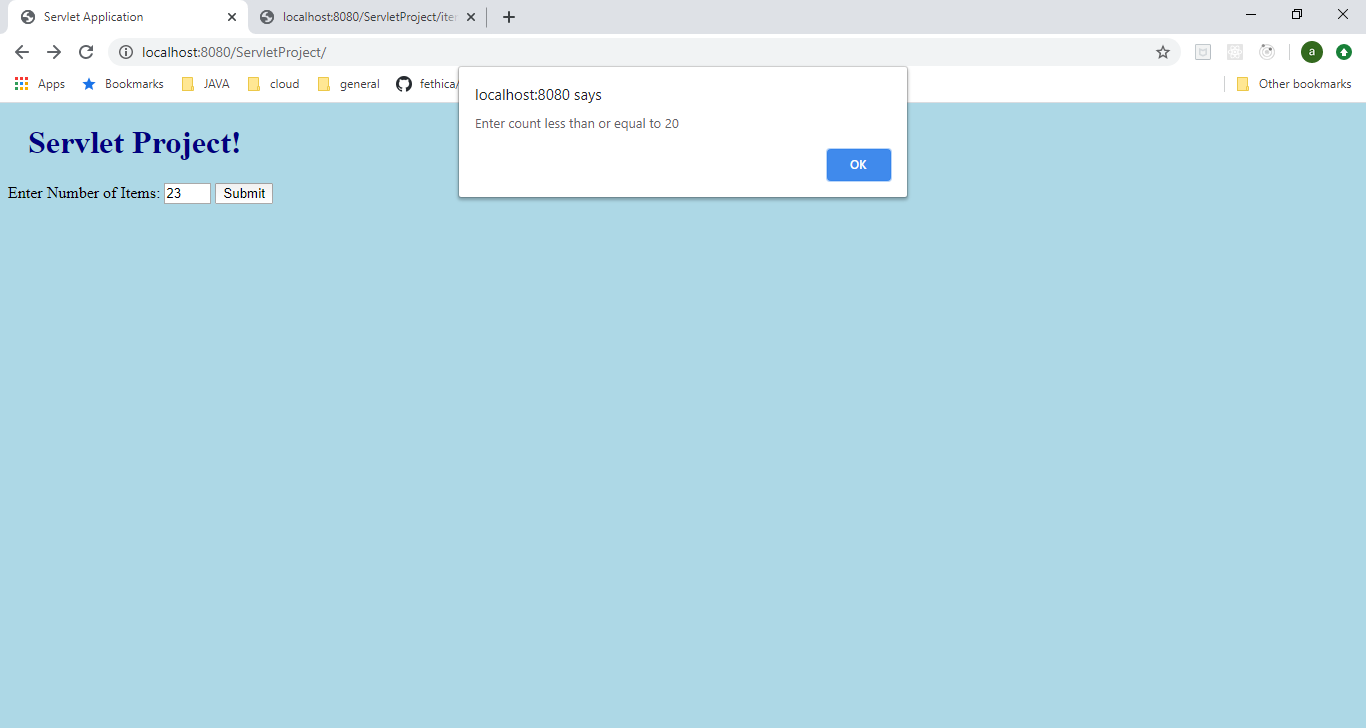 Servlet Application
localhost:8080/ServletProject/iter
localhost:8080/ServletProject/
a
Apps
Bookmarks
JAVA
cloud
general
fethica/
Other bookmarks
localhost:8080 says
Enter count less than or equal to 20
OK
Servlet Project!
Enter Number of Items: 23 Submit